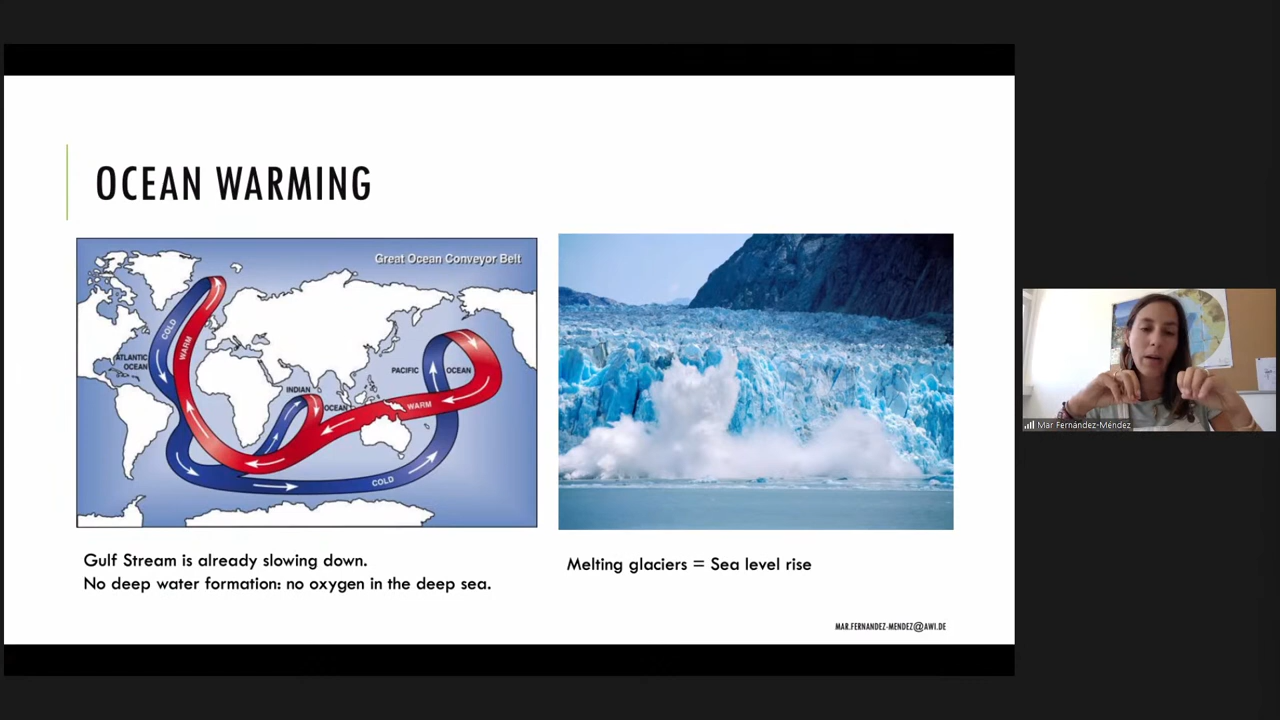 OCEAN WARMING
Great Ocean Conveyor Belt
COLD
WARM
ATLANTIC
OCEAN
PACIFIC
OCEAN
INDIAN
OCEAN
WARM
COLD
Gulf Stream is already slowing down.
No deep water formation: no oxygen in the deep sea.
Melting glaciers = Sea level rise
MAR.FERNANDEZ-MENDEZ@AWI.DE
Mar Fernández-Méndez